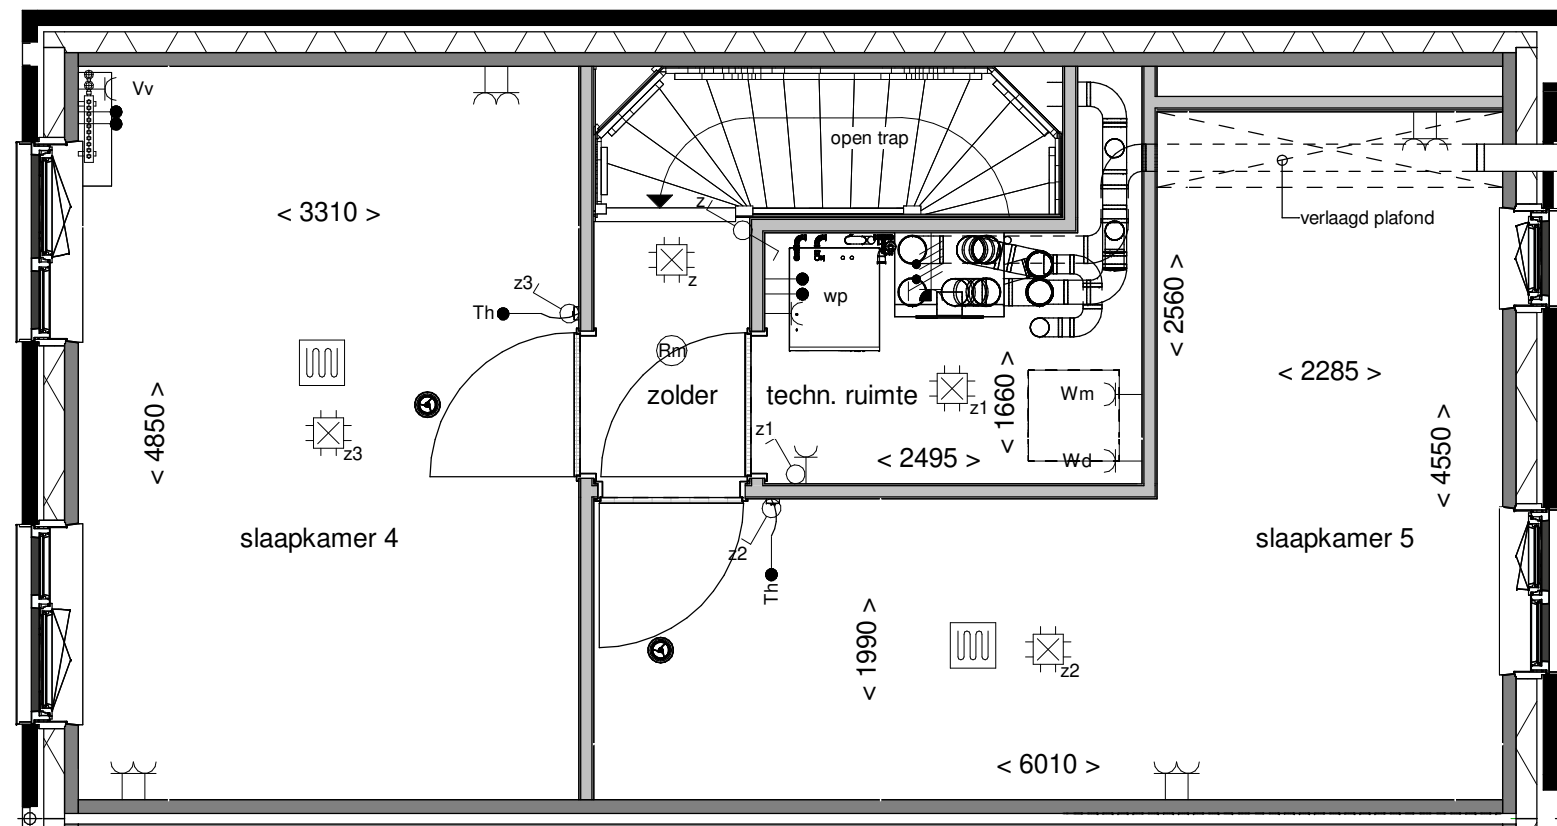 Vv
open trap
< 3310 >
z
verlaagd plafond
z
z3
Th
wp
< 2560 >
Rm
< 1660 >
< 2285 >
zolder
techn. ruimte
z1
Wm
< 4850 >
z3
z1
< 2495 >
Wd
< 4550 >
slaapkamer 4
z2
slaapkamer 5
Th
< 1990 >
z2
< 6010 >